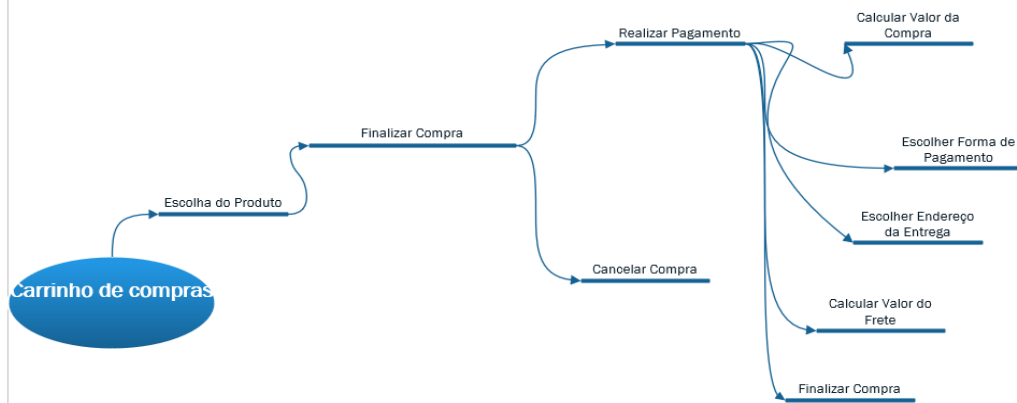 Carrinho de compras
Escolha do Produto
Finalizar Compra
Realizar Pagamento
Cancelar Compra
Calcular Valor da
Compra
Escolher Forma de
Pagamento
Escolher Endereço
da Entrega
Calcular Valor do
Frete
Finalizar Compra